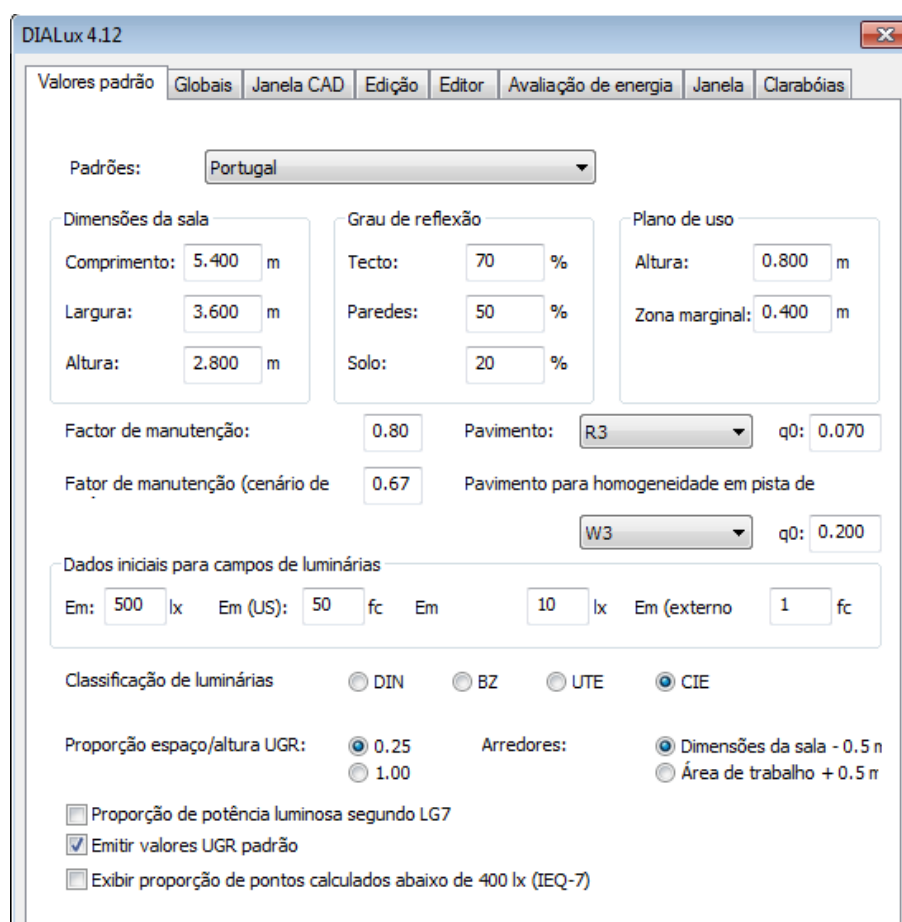 DIALux 4.12
Valores padrão Globais Janela CAD Edição Editor Avaliação de energia Janela Clarabóias
Padrões: Portugal
Dimensões da sala Grau de reflexão Plano de uso
Comprimento: 5.400 m Tecto: 70 % Altura: 0.800 m
Largura: 3.600 m Paredes: 50 % Zona marginal: 0.400 m
Altura: 2.800 m Solo: 20 %
Factor de manutenção: 0.80 Pavimento: R3 q0: 0.070
Fator de manutenção (cenário de 0.67 Pavimento para homogeneidade em pista de
W3 q0: 0.200
Dados iniciais para campos de luminárias
Em: 500 lx Em (US): 50 fc Em 10 lx Em (externo 1 fc
Classificação de luminárias DIN BZ UTE CIE
Proporção espaço/altura UGR: 0.25 Arredores: Dimensões da sala - 0.5 m
1.00 Área de trabalho + 0.5 m
Proporção de potência luminosa segundo LG7
Emitir valores UGR padrão
Exibir proporção de pontos calculados abaixo de 400 lx (IEQ-7)